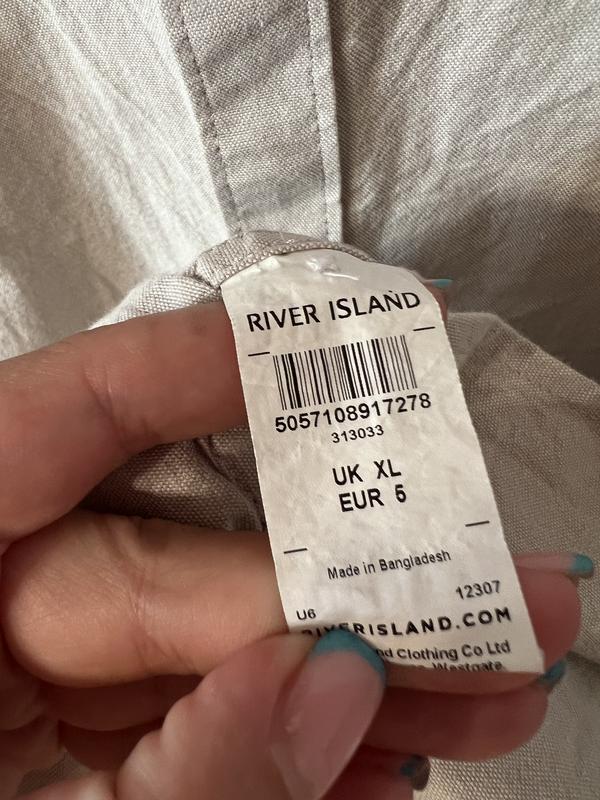 RIVER ISLAND
5057108917278
313033
UK XL
EUR 5
Made in Bangladesh
12307
U6
RIVERISLAND.COM
Clothing Co Ltd
Westgate.